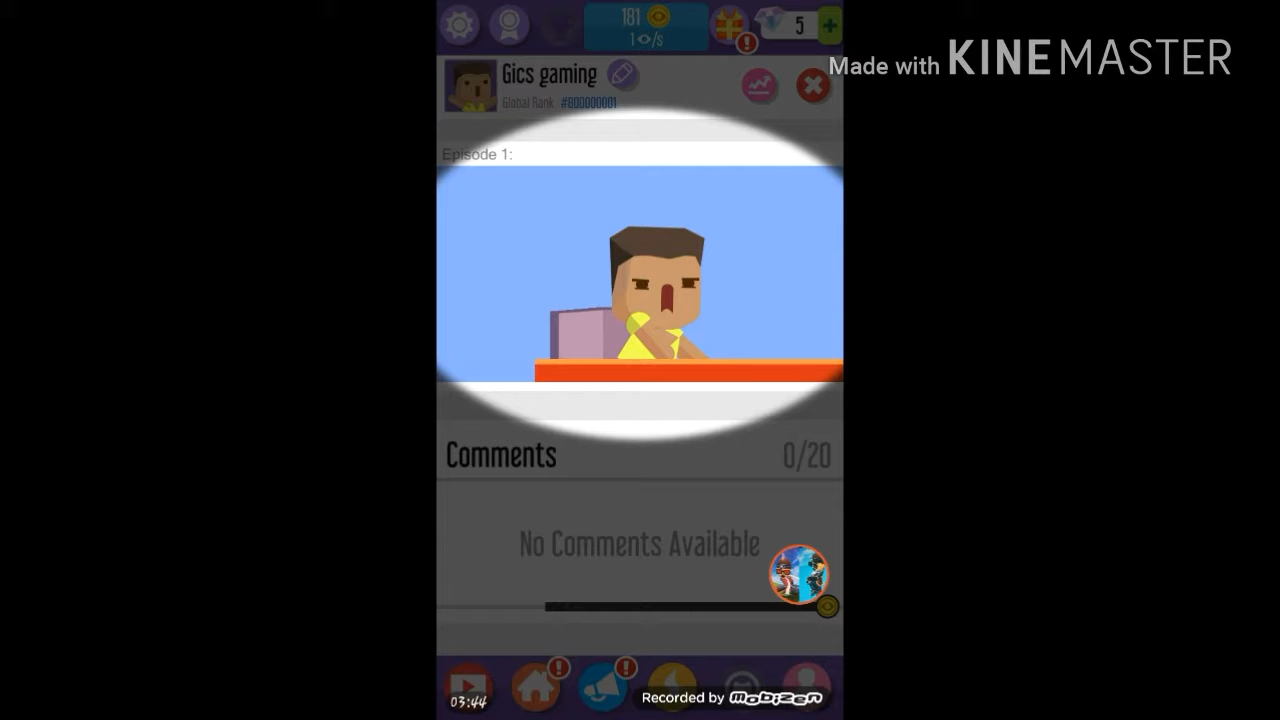 181
1/s
5
Made with KINEMASTER
Gics gaming
Global Rank #800000001
Episode 1:
Comments
0/20
No Comments Available
03:44
Recorded by mobizen